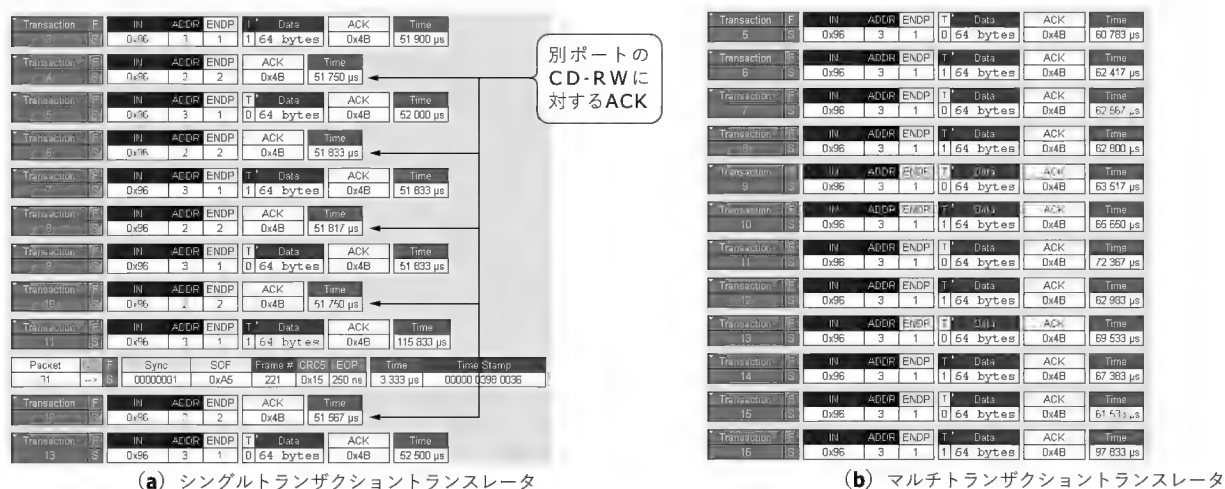 Transaction F IN ADDR ENDP T Data ACK Time
3 S 0x96 3 1 1 64 bytes 0x4B 51 900 μs
Transaction F IN ADDR ENDP ACK Time
4 S 0x96 2 2 0x4B 51 750 μs
Transaction F IN ADDR ENDP T Data ACK Time
5 S 0x96 3 1 0 64 bytes 0x4B 52 000 μs
Transaction F IN ADDR ENDP ACK Time
6 S 0x96 2 2 0x4B 51 833 μs
Transaction F IN ADDR ENDP T Data ACK Time
7 S 0x96 3 1 1 64 bytes 0x4B 51 833 μs
Transaction F IN ADDR ENDP ACK Time
8 S 0x96 2 2 0x4B 51 817 μs
Transaction F IN ADDR ENDP T Data ACK Time
9 S 0x96 3 1 0 64 bytes 0x4B 51 833 μs
Transaction F IN ADDR ENDP ACK Time
10 S 0x96 2 0x4B 51 750 μs
Transaction F IN ADDR ENDP T Data ACK Time
11 S 0x96 3 1 1 64 bytes 0x4B 115 833 μs
Packet F Sync SOF Frame # CRC5 EOP Time Time Stamp
31 --> S 00000001 0xA5 221 0x15 250 ns 3 333 μs 00000 0398 0036
Transaction F IN ADDR ENDP ACK Time
12 S 0x96 2 0x4B 51 567 μs
Transaction F IN ADDR ENDP T Data ACK Time
13 S 0x96 3 1 0 64 bytes 0x4B 52 500 μs
別ポートの
CD-RWに
対するACK
(a) シングルトランザクショントランスレータ
Transaction F IN ADDR ENDP T Data ACK Time
5 S 0x96 3 1 0 64 bytes 0x4B 60 783 μs
Transaction F IN ADDR ENDP T Data ACK Time
6 S 0x96 3 1 1 64 bytes 0x4B 62 417 μs
Transaction F IN ADDR ENDP T Data ACK Time
7 S 0x96 3 1 0 64 bytes 0x4B 62 567 μs
Transaction F IN ADDR ENDP T Data ACK Time
8 S 0x96 3 1 1 64 bytes 0x4B 62 800 μs
Transaction IN ADDR ENDP T Data ACK Time
9 S 0x96 3 1 0 64 bytes 0x4B 63 517 μs
Transaction F IN ADDR ENDP T Data ACK Time
10 S 0x96 3 1 1 64 bytes 0x4B 65 650 μs
Transaction F IN ADDR ENDP T Data ACK Time
11 S 0x96 3 1 0 64 bytes 0x4B 72 367 μs
Transaction F IN ADDR ENDP T Data ACK Time
12 S 0x96 3 1 1 64 bytes 0x4B 62 983 μs
Transaction F IN ADDR ENDP T Data ACK Time
13 S 0x96 3 1 0 64 bytes 0x4B 69 533 μs
Transaction F IN ADDR ENDP T Data ACK Time
14 S 0x96 3 1 1 64 bytes 0x4B 67 383 μs
Transaction F IN ADDR ENDP T Data ACK Time
15 S 0x96 3 1 0 64 bytes 0x4B μs
Transaction F IN ADDR ENDP T Data ACK Time
16 S 0x96 3 1 1 64 bytes 0x4B 97 833 μs
(b) マルチトランザクショントランスレータ